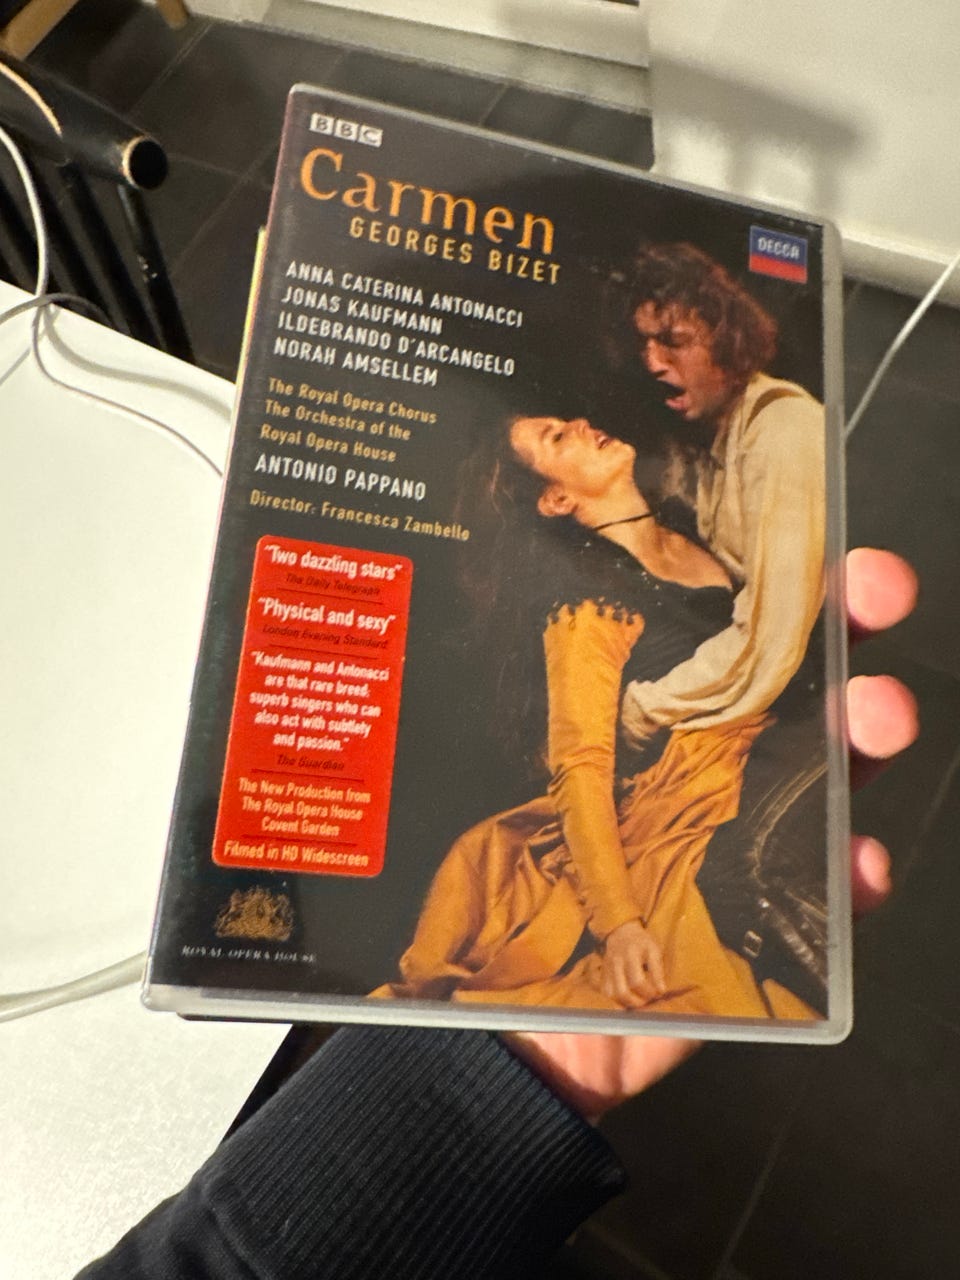 BBC
Carmen
GEORGES BIZET
DECCA
ANNA CATERINA ANTONACCI
JONAS KAUFMANN
ILDEBRANDO D'ARCANGELO
NORAH AMSELLEM
The Royal Opera Chorus
The Orchestra of the
Royal Opera House
ANTONIO PAPPANO
Director: Francesca Zambello
"Two dazzling stars"
The Daily Telegraph
"Physical and sexy"
London Evening Standard
"Kaufmann and Antonacci
are that rare breed,
superb singers who can
also act with subtlety
and passion."
The Guardian
The New Production from
The Royal Opera House
Covent Garden
Filmed in HD Widescreen
ROYAL OPERA HOUSE